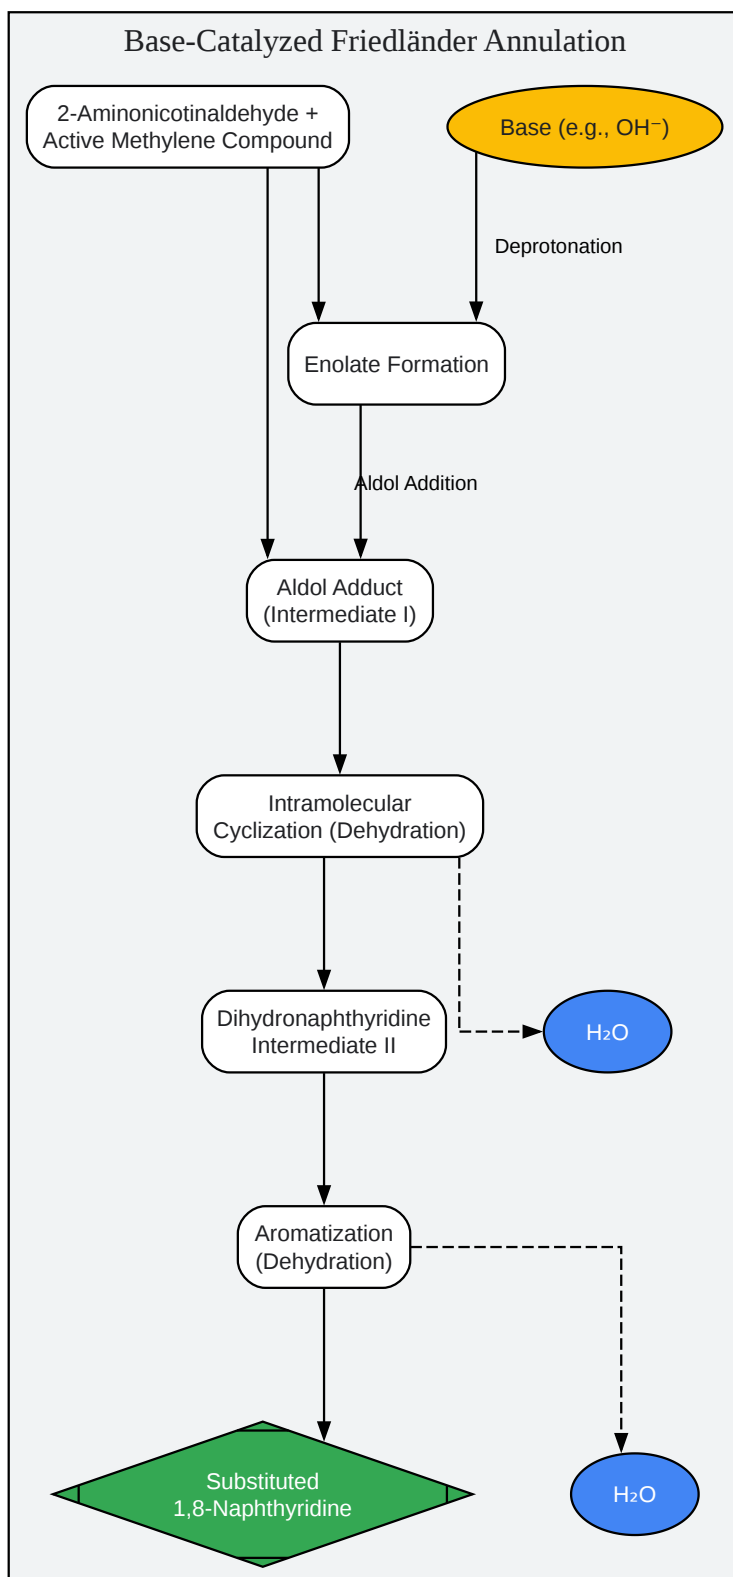 Base-Catalyzed Friedländer Annulation
2-Aminonicotinaldehyde +
Active Methylene Compound
Base (e.g., OH⁻)
Deprotonation
Enolate Formation
Aldol Addition
Aldol Adduct
(Intermediate I)
Intramolecular
Cyclization (Dehydration)
Dihydronaphthyridine
Intermediate II
H₂O
Aromatization
(Dehydration)
Substituted
1,8-Naphthyridine
H₂O